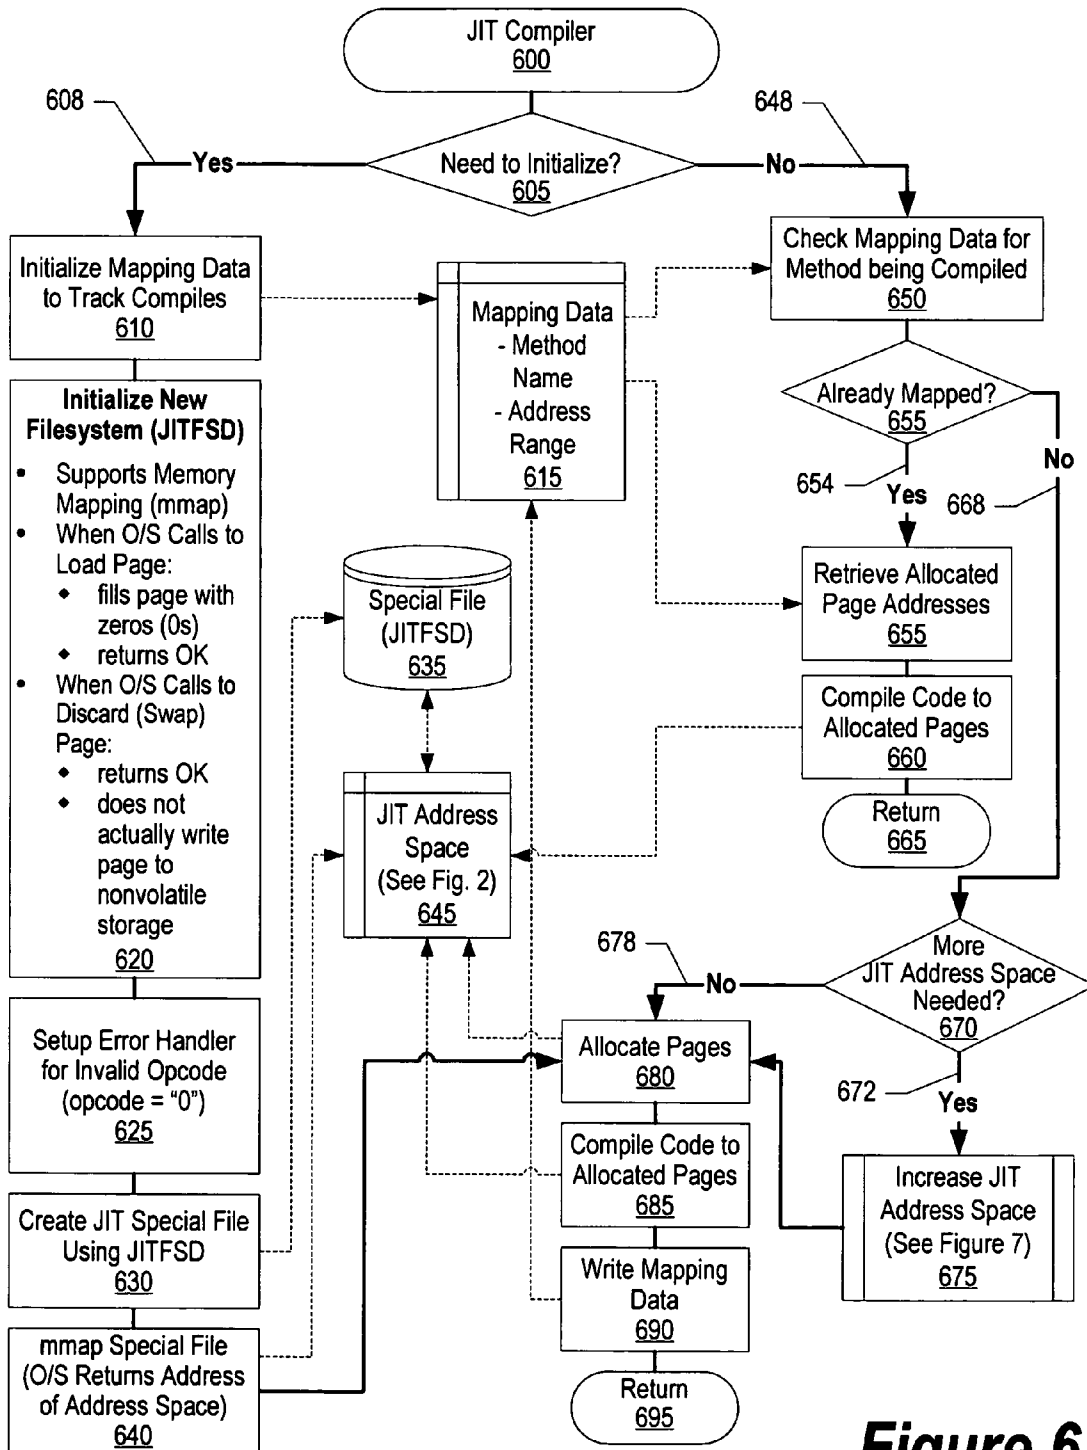 JIT Compiler
600
608
648
Yes
Need to Initialize?
605
No
Initialize Mapping Data
to Track Compiles
610
Mapping Data
- Method
Name
- Address
Range
615
Check Mapping Data for
Method being Compiled
650
Already Mapped?
655
654
Yes
No
668
Initialize New
Filesystem (JITFSD)
• Supports Memory
Mapping (mmap)
• When O/S Calls to
Load Page:
◆ fills page with
zeros (0s)
◆ returns OK
• When O/S Calls to
Discard (Swap)
Page:
◆ returns OK
◆ does not
actually write
page to
nonvolatile
storage
620
Special File
(JITFSD)
635
Retrieve Allocated
Page Addresses
655
Compile Code to
Allocated Pages
660
Return
665
JIT Address
Space
(See Fig. 2)
645
678
No
More
JIT Address Space
Needed?
670
672
Yes
Setup Error Handler
for Invalid Opcode
(opcode = “0”)
625
Allocate Pages
680
Compile Code to
Allocated Pages
685
Increase JIT
Address Space
(See Figure 7)
675
Create JIT Special File
Using JITFSD
630
Write Mapping
Data
690
mmap Special File
(O/S Returns Address
of Address Space)
640
Return
695
Figure 6